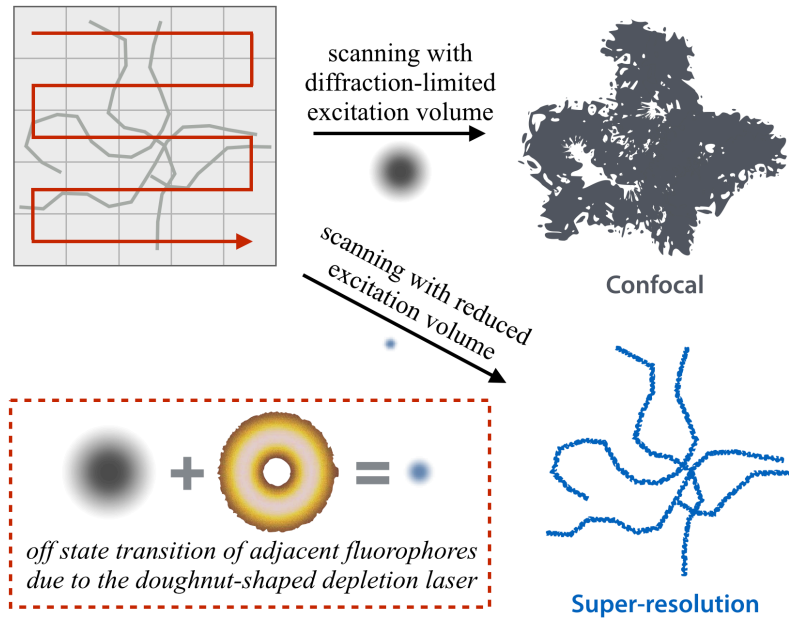 scanning with
diffraction-limited
excitation volume
Confocal
scanning with reduced
excitation volume
off state transition of adjacent fluorophores
due to the doughnut-shaped depletion laser
Super-resolution